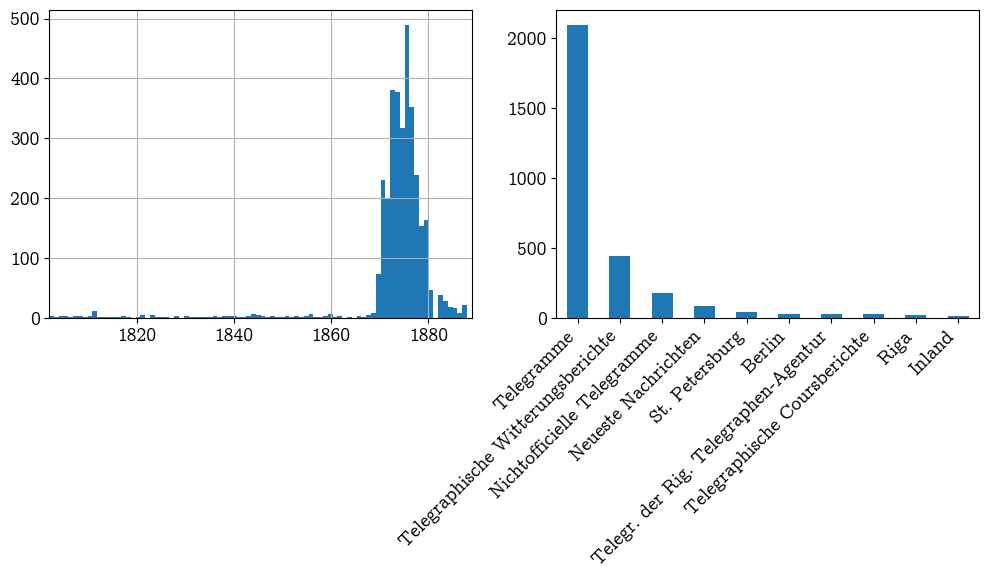 500
400
300
200
100
0
1820
1840
1860
1880
2000
1500
1000
500
0
Telegramme
Telegraphische Witterungsberichte
Nichtofficielle Telegramme
Neueste Nachrichten
St. Petersburg
Berlin
Telegr. der Rig. Telegraphen-Agentur
Telegraphische Coursberichte
Riga
Inland